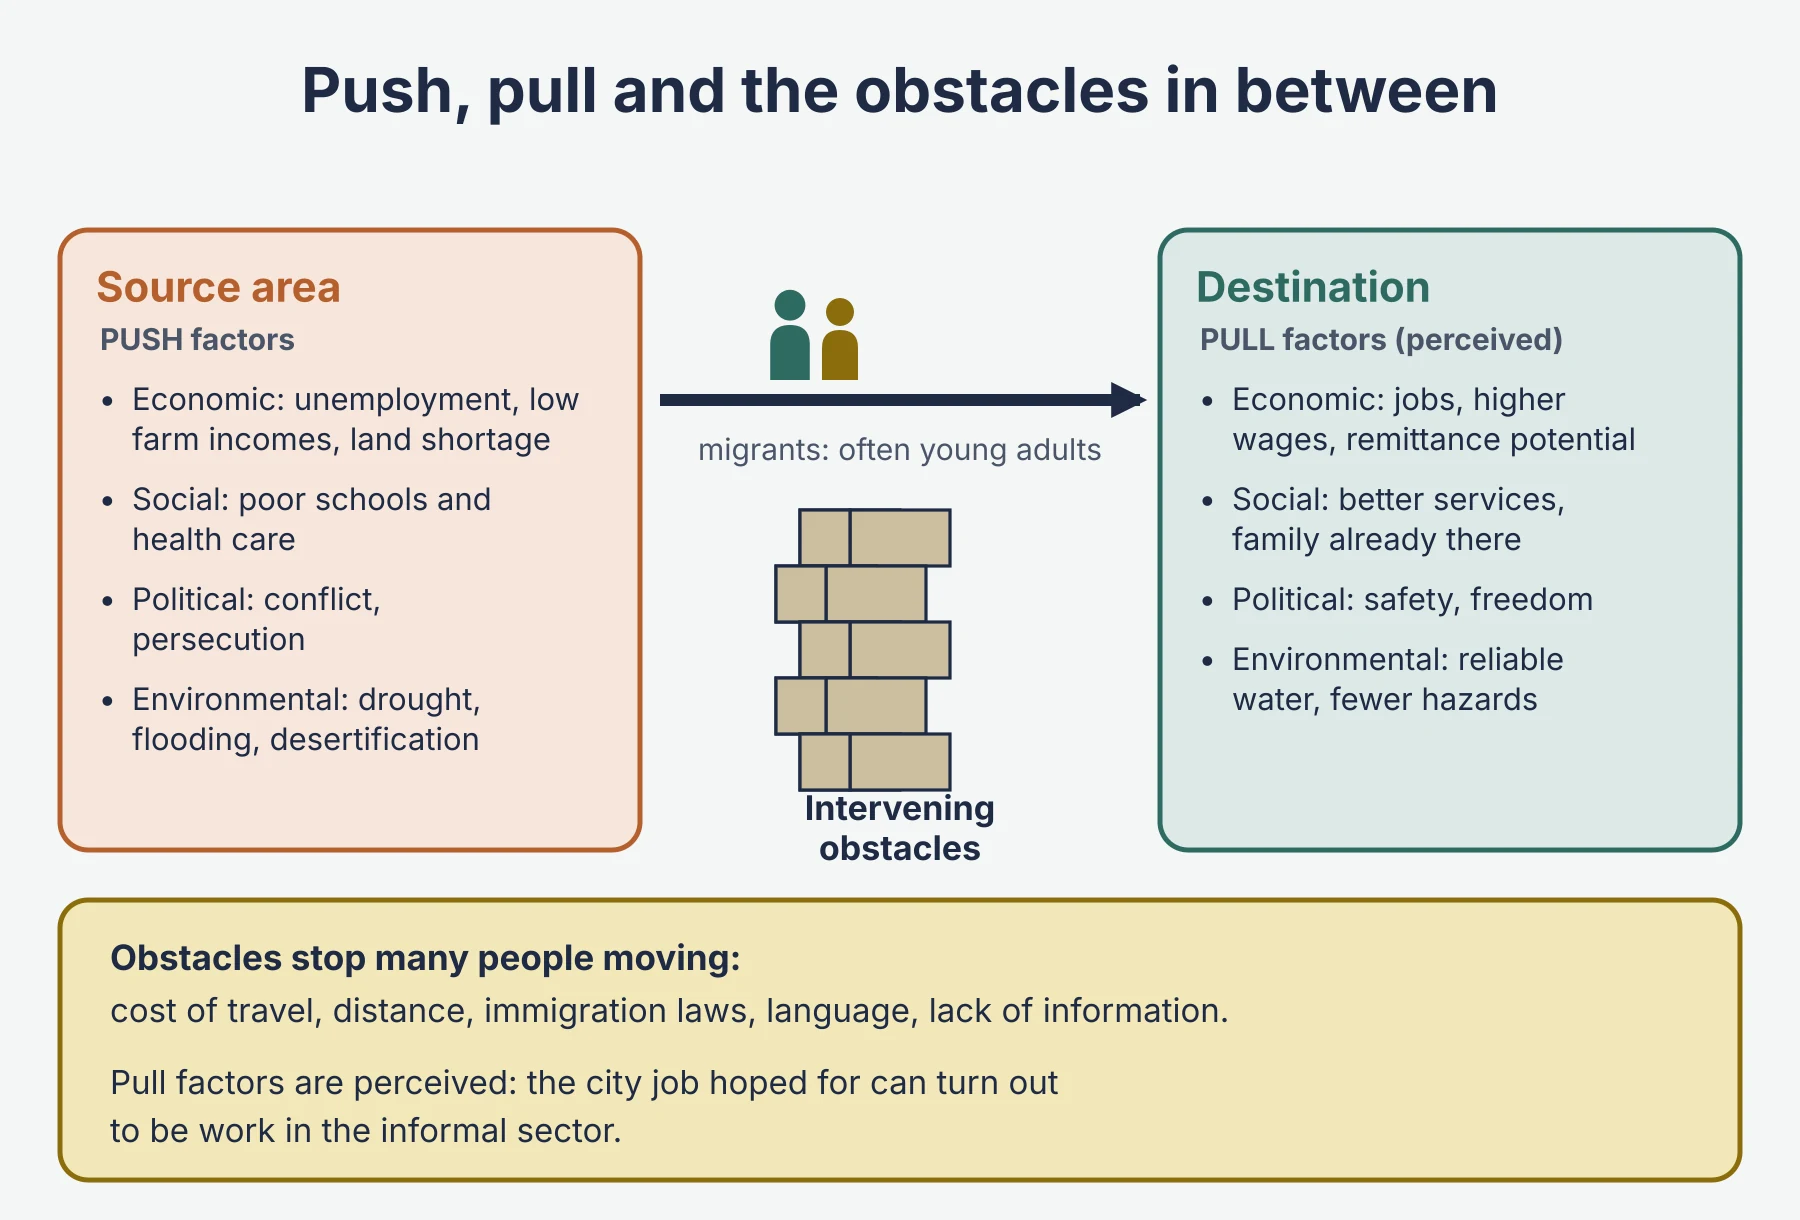 Push, pull and the obstacles in between
Source area
PUSH factors
• Economic: unemployment, low
farm incomes, land shortage
• Social: poor schools and
health care
• Political: conflict,
persecution
• Environmental: drought,
flooding, desertification
migrants: often young adults
Intervening
obstacles
Destination
PULL factors (perceived)
• Economic: jobs, higher
wages, remittance potential
• Social: better services,
family already there
• Political: safety, freedom
• Environmental: reliable
water, fewer hazards
Obstacles stop many people moving:
cost of travel, distance, immigration laws, language, lack of information.
Pull factors are perceived: the city job hoped for can turn out
to be work in the informal sector.